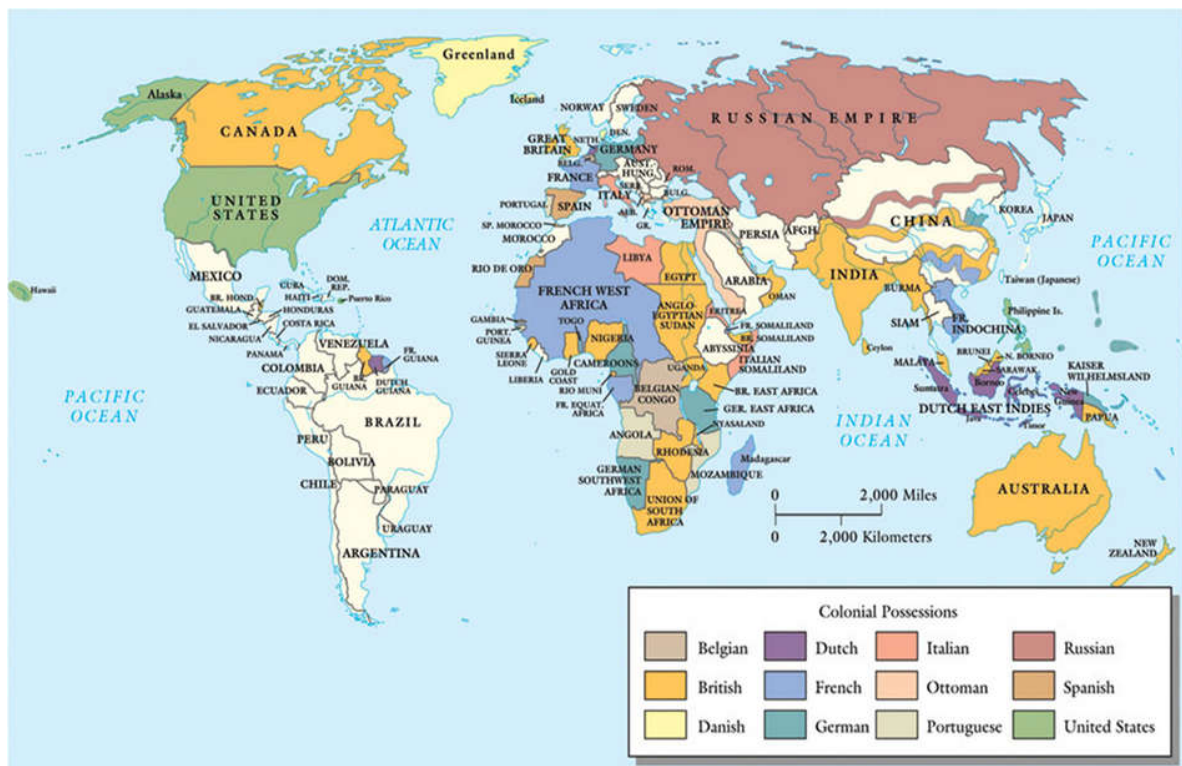 Greenland
Alaska
Iceland
CANADA
NORWAY
SWEDEN
RUSSIAN EMPIRE
GREAT
BRITAIN
NETH.
DEN.
BELG.
GERMANY
AUST.
HUNG.
ROM.
FRANCE
SERB.
BULG.
ITALY
ALB.
GR.
UNITED
STATES
ATLANTIC
OCEAN
PORTUGAL
SPAIN
SP. MOROCCO
MOROCCO
OTTOMAN
EMPIRE
PERSIA
AFGH.
CHINA
KOREA
JAPAN
PACIFIC
OCEAN
Hawaii
MEXICO
CUBA
DOM.
REP.
HAITI
Puerto Rico
BR. HOND.
GUATEMALA
HONDURAS
EL SALVADOR
COSTA RICA
NICARAGUA
PANAMA
RIO DE ORO
LIBYA
EGYPT
ARABIA
OMAN
INDIA
BURMA
Taiwan (Japanese)
FRENCH WEST
AFRICA
ANGLO-
EGYPTIAN
SUDAN
ERITREA
FR. SOMALILAND
BR. SOMALILAND
ABYSSINIA
ITALIAN
SOMALILAND
SIAM
FR.
INDOCHINA
Philippine Is.
Ceylon
GAMBIA
PORT.
GUINEA
TOGO
NIGERIA
SIERRA
LEONE
LIBERIA
GOLD
COAST
CAMEROONS
RIO MUNI
FR. EQUAT.
AFRICA
UGANDA
BELGIAN
CONGO
BR. EAST AFRICA
GER. EAST AFRICA
NYASALAND
VENEZUELA
FR.
GUIANA
COLOMBIA
BR.
GUIANA
DUTCH
GUIANA
ECUADOR
PACIFIC
OCEAN
BRAZIL
PERU
BOLIVIA
CHILE
PARAGUAY
URAGUAY
ARGENTINA
MALAYA
BRUNEI
N. BORNEO
SARAWAK
KAISER
WILHELMSLAND
Sumatra
Borneo
Celebes
New
Guinea
DUTCH EAST INDIES
PAPUA
Java
Timor
INDIAN
OCEAN
ANGOLA
RHODESIA
Madagascar
MOZAMBIQUE
GERMAN
SOUTHWEST
AFRICA
UNION OF
SOUTH
AFRICA
AUSTRALIA
NEW
ZEALAND
0 2,000 Miles
0 2,000 Kilometers
Colonial Possessions
Belgian Dutch Italian Russian
British French Ottoman Spanish
Danish German Portuguese United States